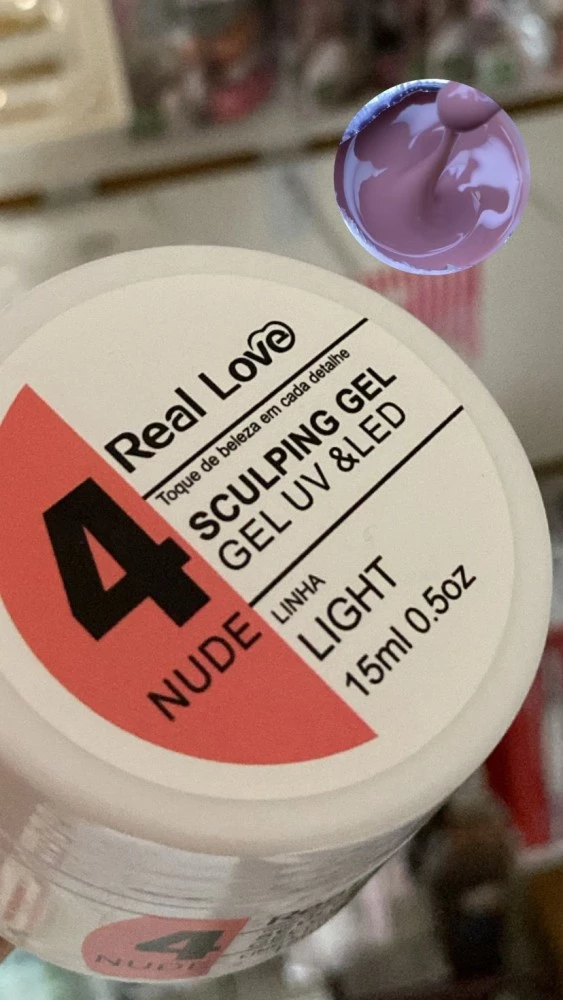 Real Love
Toque de beleza em cada detalhe
SCULPING GEL
GEL UV &LED
4
NUDE
LINHA
LIGHT
15ml 0.5oz
4
NUDE